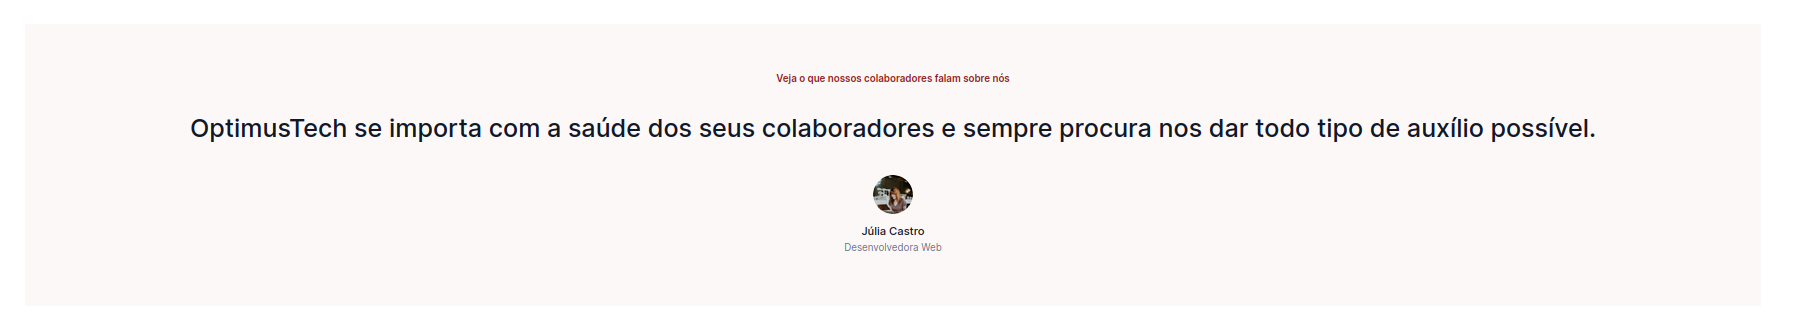 Veja o que nossos colaboradores falam sobre nós
OptimusTech se importa com a saúde dos seus colaboradores e sempre procura nos dar todo tipo de auxílio possível.
Júlia Castro
Desenvolvedora Web